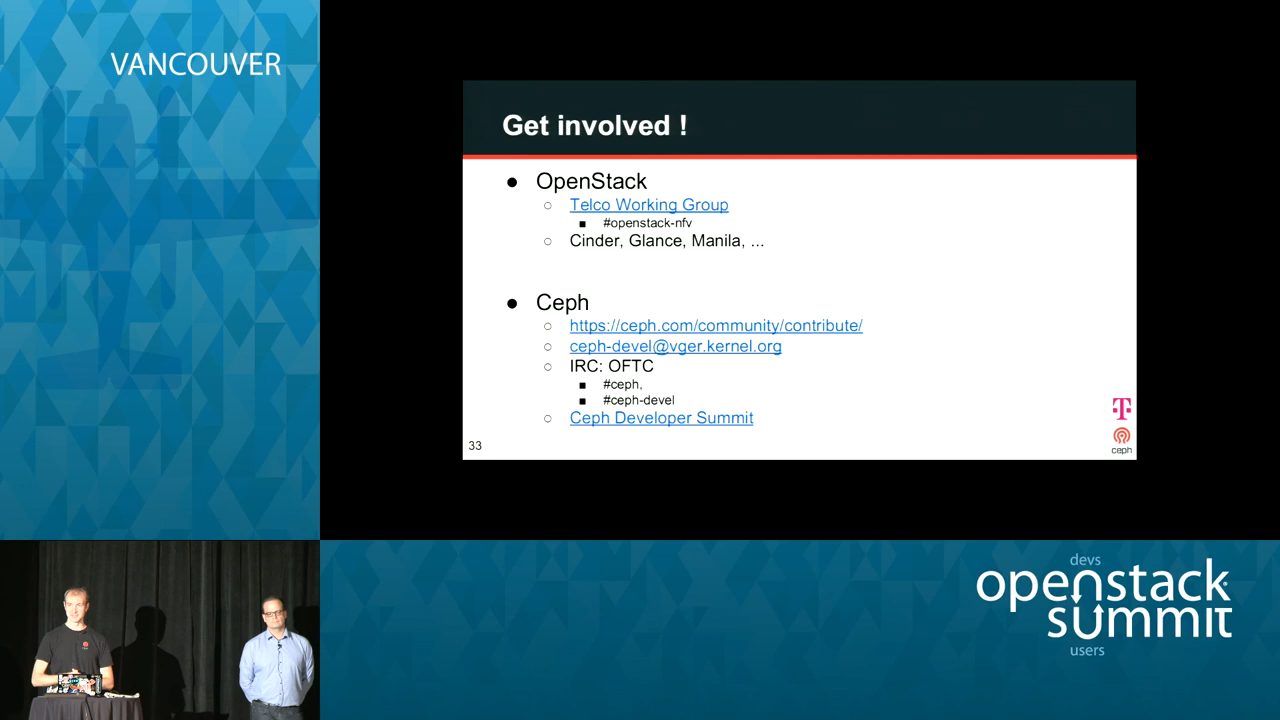 VANCOUVER
Get involved !
● OpenStack
○ Telco Working Group
■ #openstack-nfv
○ Cinder, Glance, Manila, ...
● Ceph
○ https://ceph.com/community/contribute/
○ ceph-devel@vger.kernel.org
○ IRC: OFTC
■ #ceph,
■ #ceph-devel
○ Ceph Developer Summit
33
T
ceph
devs
openstack
summit
users